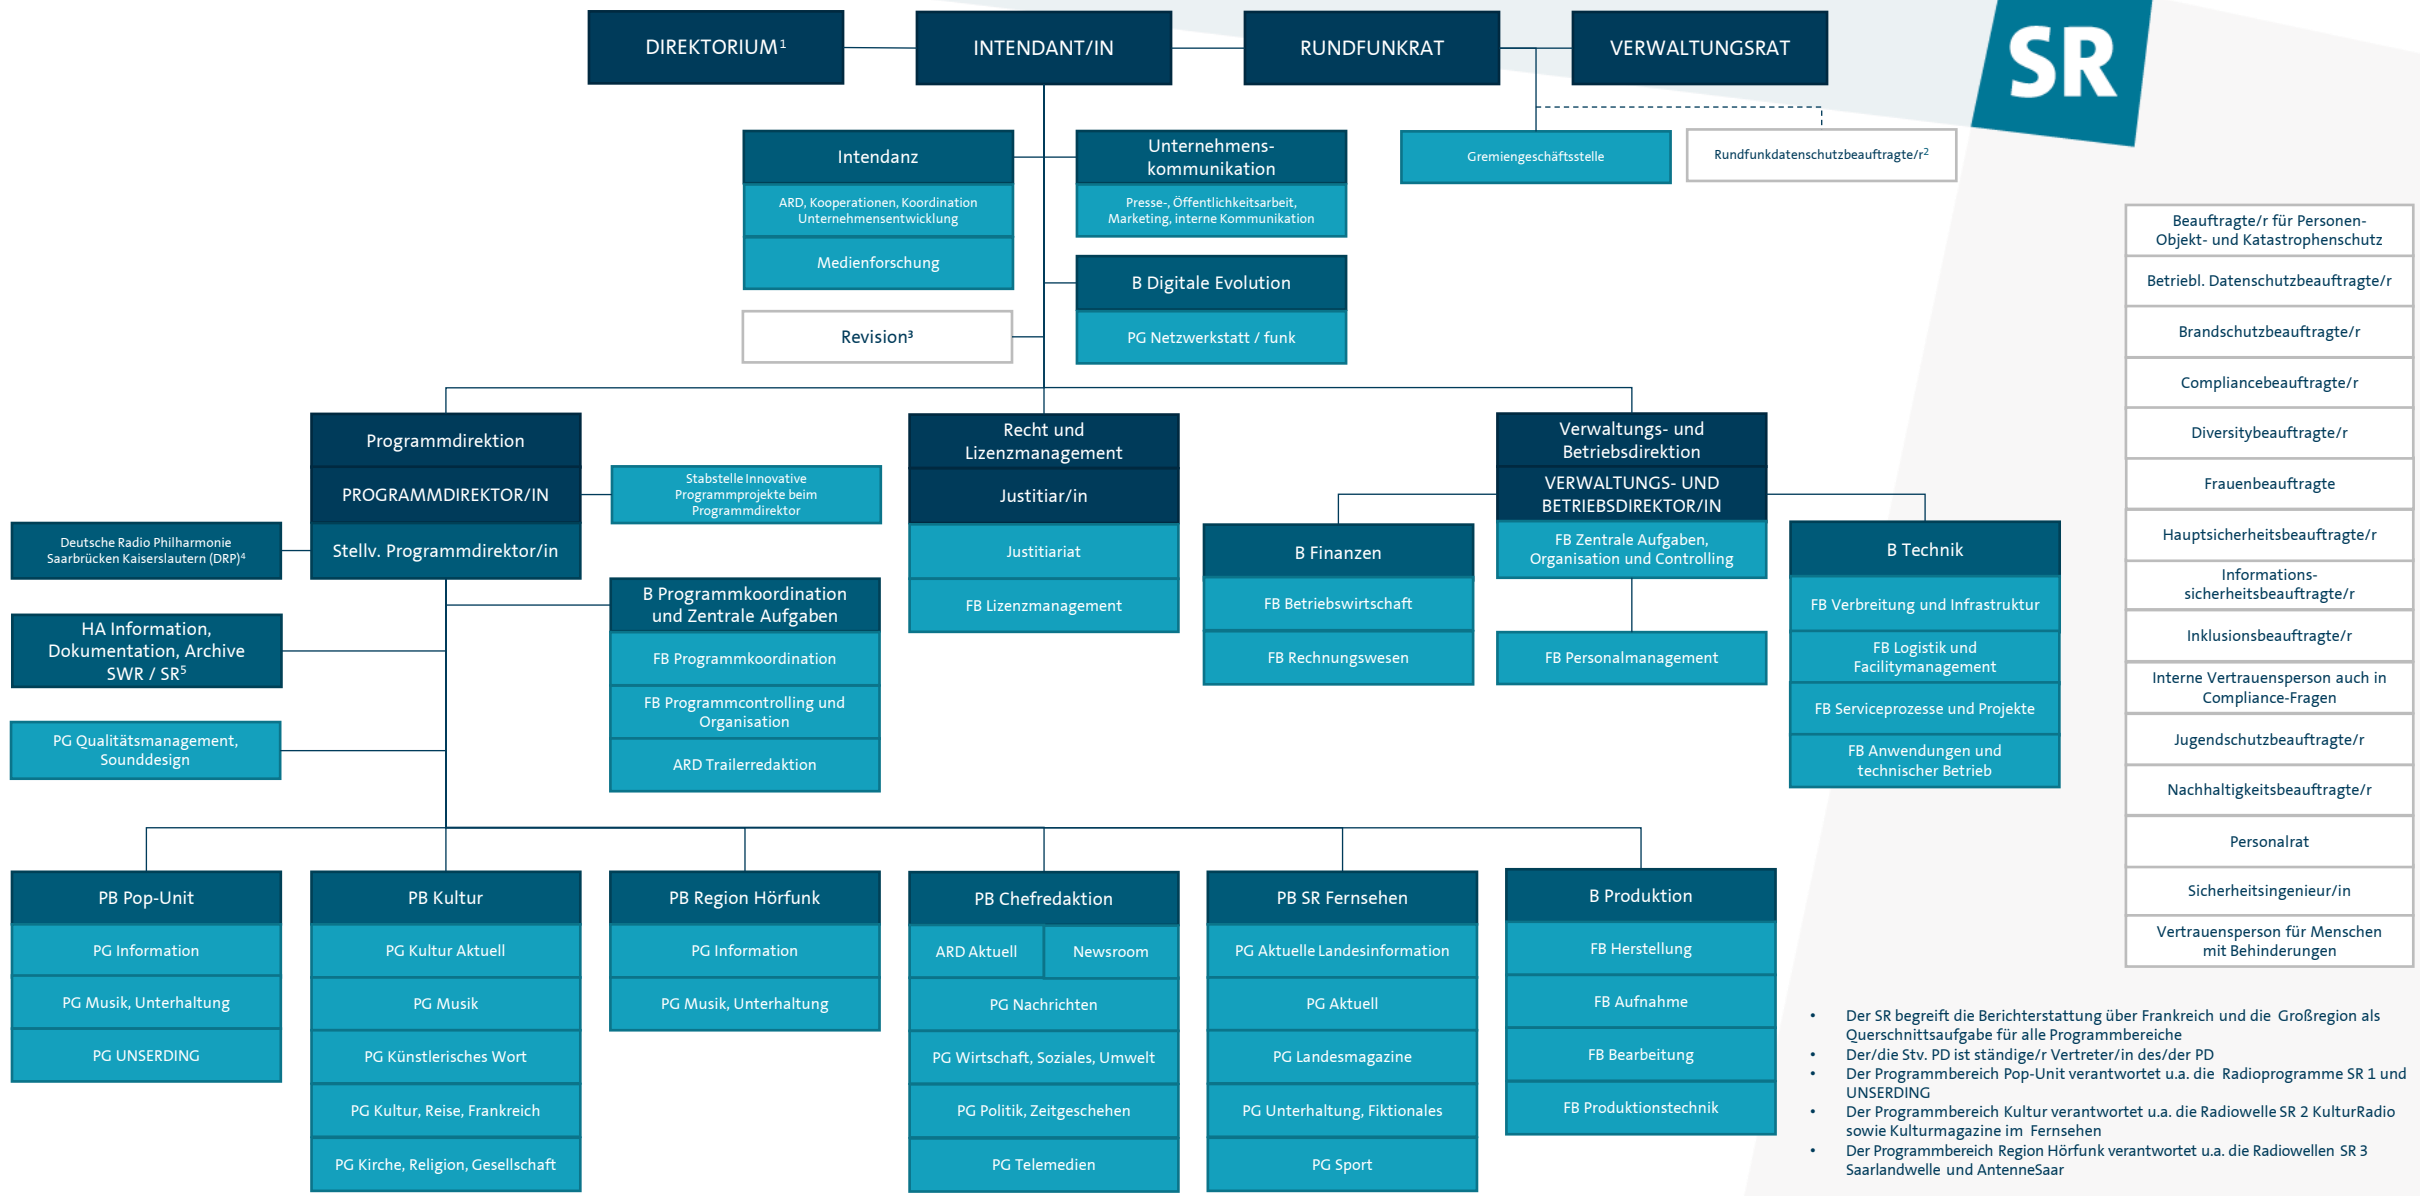 DIREKTORIUM¹
INTENDANT/IN
RUNDFUNKRAT
VERWALTUNGSRAT
SR
Intendanz
ARD, Kooperationen, Koordination
Unternehmensentwicklung
Medienforschung
Unternehmens-
kommunikation
Presse-, Öffentlichkeitsarbeit,
Marketing, interne Kommunikation
Gremiengeschäftsstelle
Rundfunkdatenschutzbeauftragte/r²
B Digitale Evolution
PG Netzwerkstatt / funk
Revision³
Programmdirektion
PROGRAMMDIREKTOR/IN
Stellv. Programmdirektor/in
Stabstelle Innovative
Programmprojekte beim
Programmdirektor
Deutsche Radio Philharmonie
Saarbrücken Kaiserslautern (DRP)⁴
HA Information,
Dokumentation, Archive
SWR / SR⁵
PG Qualitätsmanagement,
Sounddesign
B Programmkoordination
und Zentrale Aufgaben
FB Programmkoordination
FB Programmcontrolling und
Organisation
ARD Trailerredaktion
Recht und
Lizenzmanagement
Justitiar/in
Justitiariat
FB Lizenzmanagement
Verwaltungs- und
Betriebsdirektion
VERWALTUNGS- UND
BETRIEBSDIREKTOR/IN
FB Zentrale Aufgaben,
Organisation und Controlling
FB Personalmanagement
B Finanzen
FB Betriebswirtschaft
FB Rechnungswesen
B Technik
FB Verbreitung und Infrastruktur
FB Logistik und
Facilitymanagement
FB Serviceprozesse und Projekte
FB Anwendungen und
technischer Betrieb
PB Pop-Unit
PG Information
PG Musik, Unterhaltung
PG UNSERDING
PB Kultur
PG Kultur Aktuell
PG Musik
PG Künstlerisches Wort
PG Kultur, Reise, Frankreich
PG Kirche, Religion, Gesellschaft
PB Region Hörfunk
PG Information
PG Musik, Unterhaltung
PB Chefredaktion
ARD Aktuell
Newsroom
PG Nachrichten
PG Wirtschaft, Soziales, Umwelt
PG Politik, Zeitgeschehen
PG Telemedien
PB SR Fernsehen
PG Aktuelle Landesinformation
PG Aktuell
PG Landesmagazine
PG Unterhaltung, Fiktionales
PG Sport
B Produktion
FB Herstellung
FB Aufnahme
FB Bearbeitung
FB Produktionstechnik
Beauftragte/r für Personen-
Objekt- und Katastrophenschutz
Betriebl. Datenschutzbeauftragte/r
Brandschutzbeauftragte/r
Compliancebeauftragte/r
Diversitybeauftragte/r
Frauenbeauftragte
Hauptsicherheitsbeauftragte/r
Informations-
sicherheitsbeauftragte/r
Inklusionsbeauftragte/r
Interne Vertrauensperson auch in
Compliance-Fragen
Jugendschutzbeauftragte/r
Nachhaltigkeitsbeauftragte/r
Personalrat
Sicherheitsingenieur/in
Vertrauensperson für Menschen
mit Behinderungen
• Der SR begreift die Berichterstattung über Frankreich und die Großregion als
Querschnittsaufgabe für alle Programmbereiche
• Der/die Stv. PD ist ständige/r Vertreter/in des/der PD
• Der Programmbereich Pop-Unit verantwortet u.a. die Radioprogramme SR 1 und
UNSERDING
• Der Programmbereich Kultur verantwortet u.a. die Radiowelle SR 2 KulturRadio
sowie Kulturmagazine im Fernsehen
• Der Programmbereich Region Hörfunk verantwortet u.a. die Radiowellen SR 3
Saarlandwelle und AntenneSaar